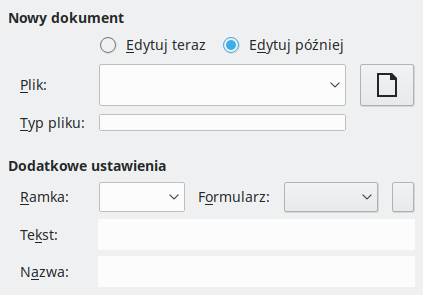 Nowy dokument
Edytuj teraz Edytuj później
Plik:
Typ pliku:
Dodatkowe ustawienia
Ramka: Formularz:
Tekst:
Nazwa: